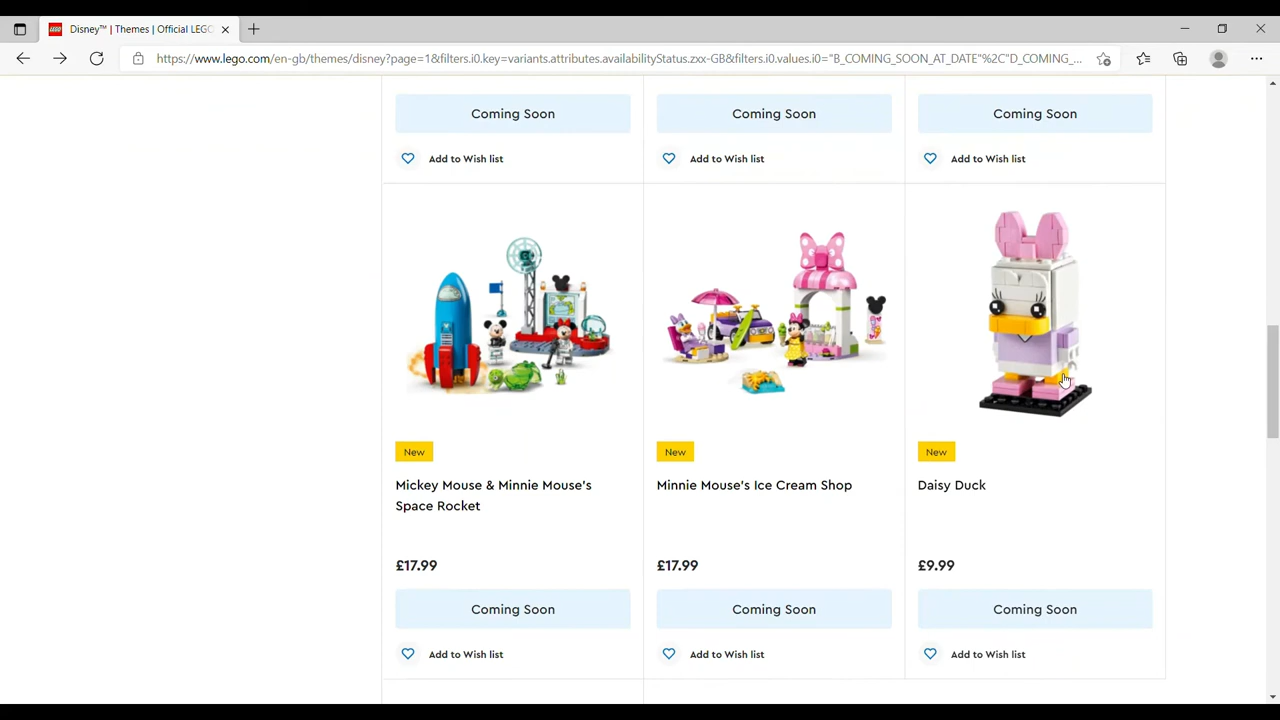 Disney™ | Themes | Official LEGO
https://www.lego.com/en-gb/themes/disney?page=1&filters.i0.key=variants.attributes.availabilityStatus.zxx-GB&filters.i0.values.i0="B_COMING_SOON_AT_DATE"%2C"D_COMING_...
Coming Soon Coming Soon Coming Soon
Add to Wish list Add to Wish list Add to Wish list
New New New
Mickey Mouse & Minnie Mouse's Minnie Mouse's Ice Cream Shop Daisy Duck
Space Rocket
£17.99 £17.99 £9.99
Coming Soon Coming Soon Coming Soon
Add to Wish list Add to Wish list Add to Wish list